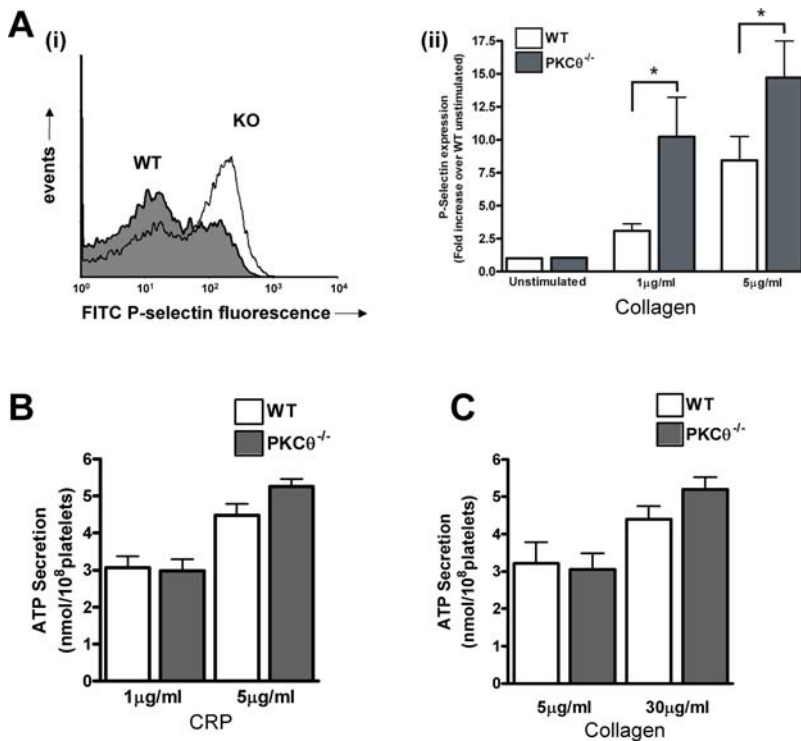 A
(i)
events
WT
KO
10⁰ 10¹ 10² 10³ 10⁴
FITC P-selectin fluorescence
(ii)
WT
PKCθ-/-
P-Selectin expression
(Fold increase over WT unstimulated)
17.5
15.0
12.5
10.0
7.5
5.0
2.5
0.0
*
*
Unstimulated 1μg/ml 5μg/ml
Collagen
B
WT
PKCθ-/-
ATP Secretion
(nmol/10⁸platelets)
6
5
4
3
2
1
0
1μg/ml 5μg/ml
CRP
C
WT
PKCθ-/-
ATP Secretion
(nmol/10⁸platelets)
6
5
4
3
2
1
0
5μg/ml 30μg/ml
Collagen